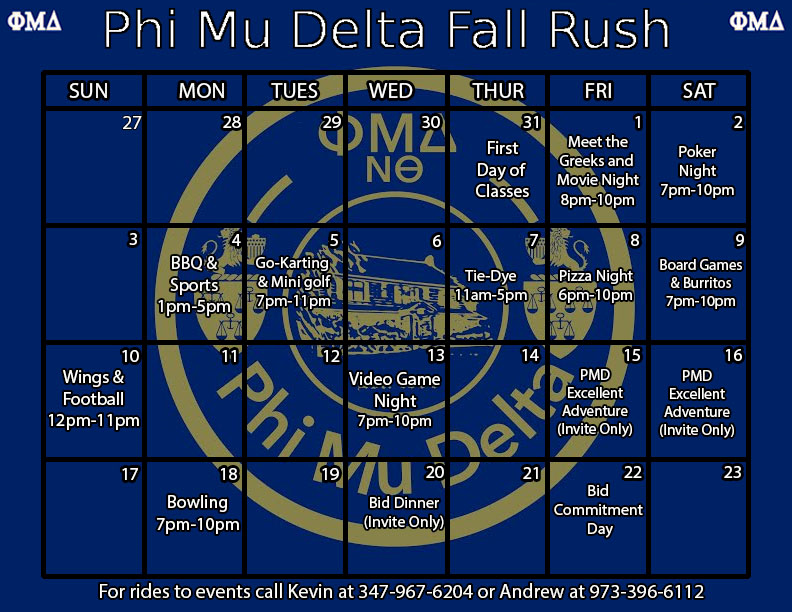 ΦΜΔ
Phi Mu Delta Fall Rush
ΦΜΔ
SUN MON TUES WED THUR FRI SAT
27 28 29 30 31 1 2
ΦΜΔ
ΝΘ
First
Day of
Classes
Meet the
Greeks and
Movie Night
8pm-10pm
Poker
Night
7pm-10pm
3 4 5 6 7 8 9
BBQ &
Sports
1pm-5pm
Go-Karting
& Mini golf
7pm-11pm
Tie-Dye
11am-5pm
Pizza Night
6pm-10pm
Board Games
& Burritos
7pm-10pm
10 11 12 13 14 15 16
Wings &
Football
12pm-11pm
Video Game
Night
7pm-10pm
PMD
Excellent
Adventure
(Invite Only)
PMD
Excellent
Adventure
(Invite Only)
Phi Mu Delta
17 18 19 20 21 22 23
Bowling
7pm-10pm
Bid Dinner
(Invite Only)
Bid
Commitment
Day
For rides to events call Kevin at 347-967-6204 or Andrew at 973-396-6112